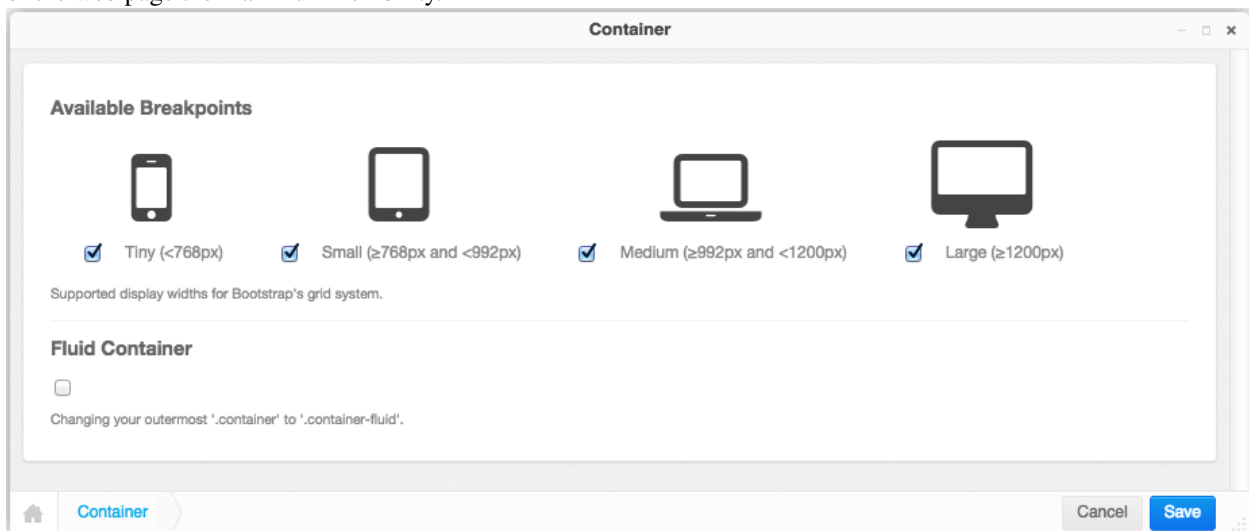 Container
Available Breakpoints
Tiny (<768px)
Small (≥768px and <992px)
Medium (≥992px and <1200px)
Large (≥1200px)
Supported display widths for Bootstrap's grid system.
Fluid Container
Changing your outermost '.container' to '.container-fluid'.
Container
Cancel
Save